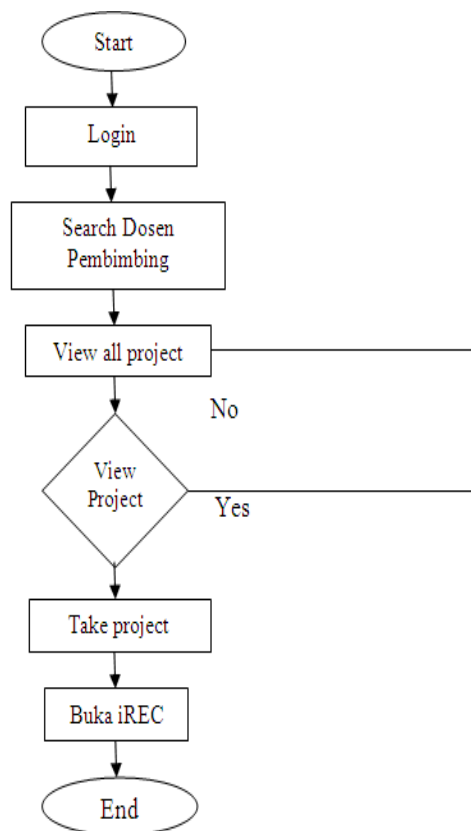 Start
Login
Search Dosen
Pembimbing
View all project
No
View
Project
Yes
Take project
Buka iREC
End